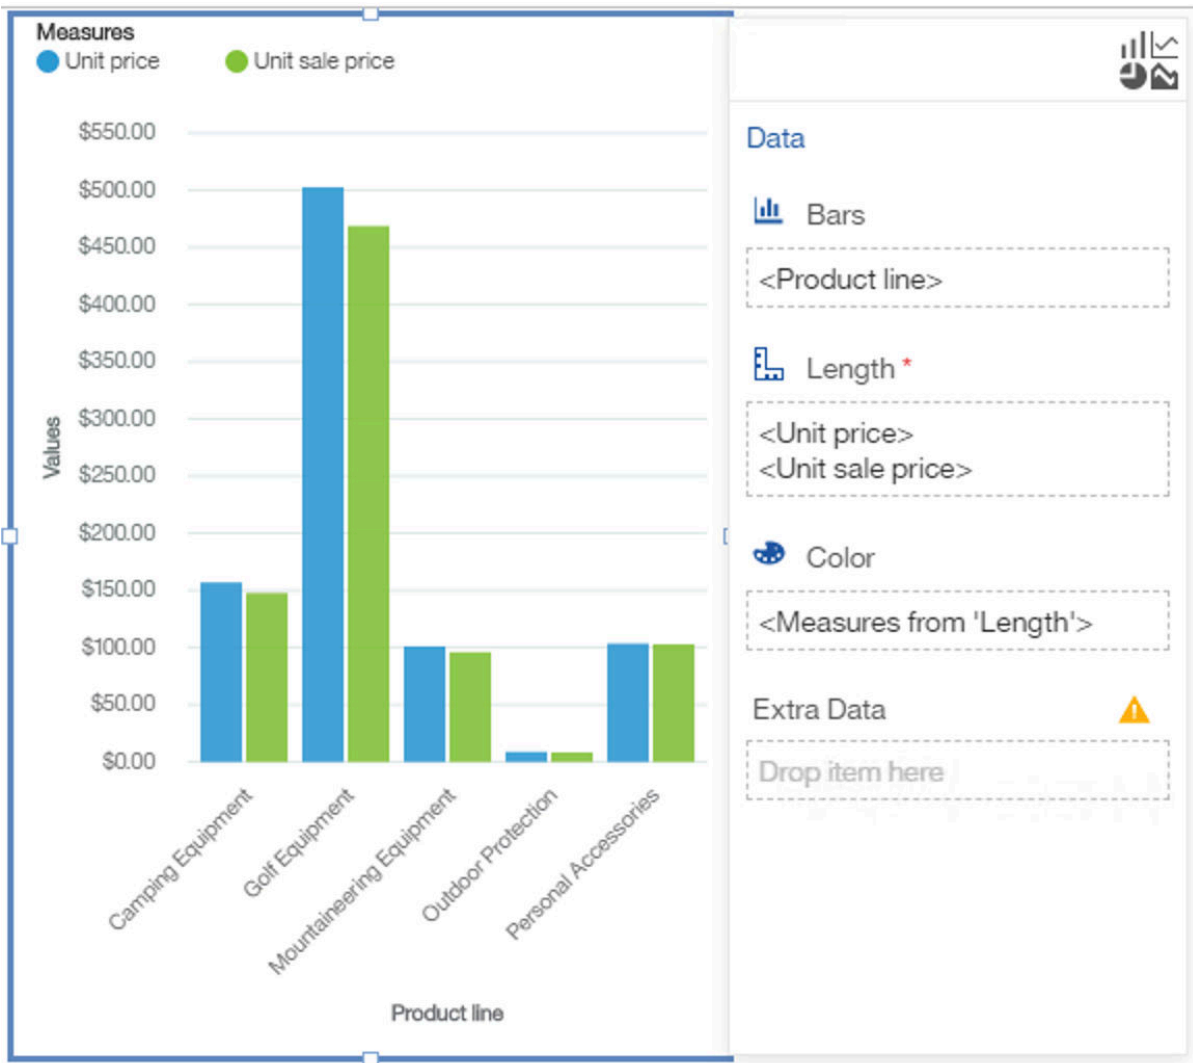 Measures
Unit price
Unit sale price
$550.00
$500.00
$450.00
$400.00
$350.00
$300.00
$250.00
$200.00
$150.00
$100.00
$50.00
$0.00
Values
Camping Equipment
Golf Equipment
Mountaineering Equipment
Outdoor Protection
Personal Accessories
Product line
Data
Bars
<Product line>
Length *
<Unit price>
<Unit sale price>
Color
<Measures from 'Length'>
Extra Data
Drop item here